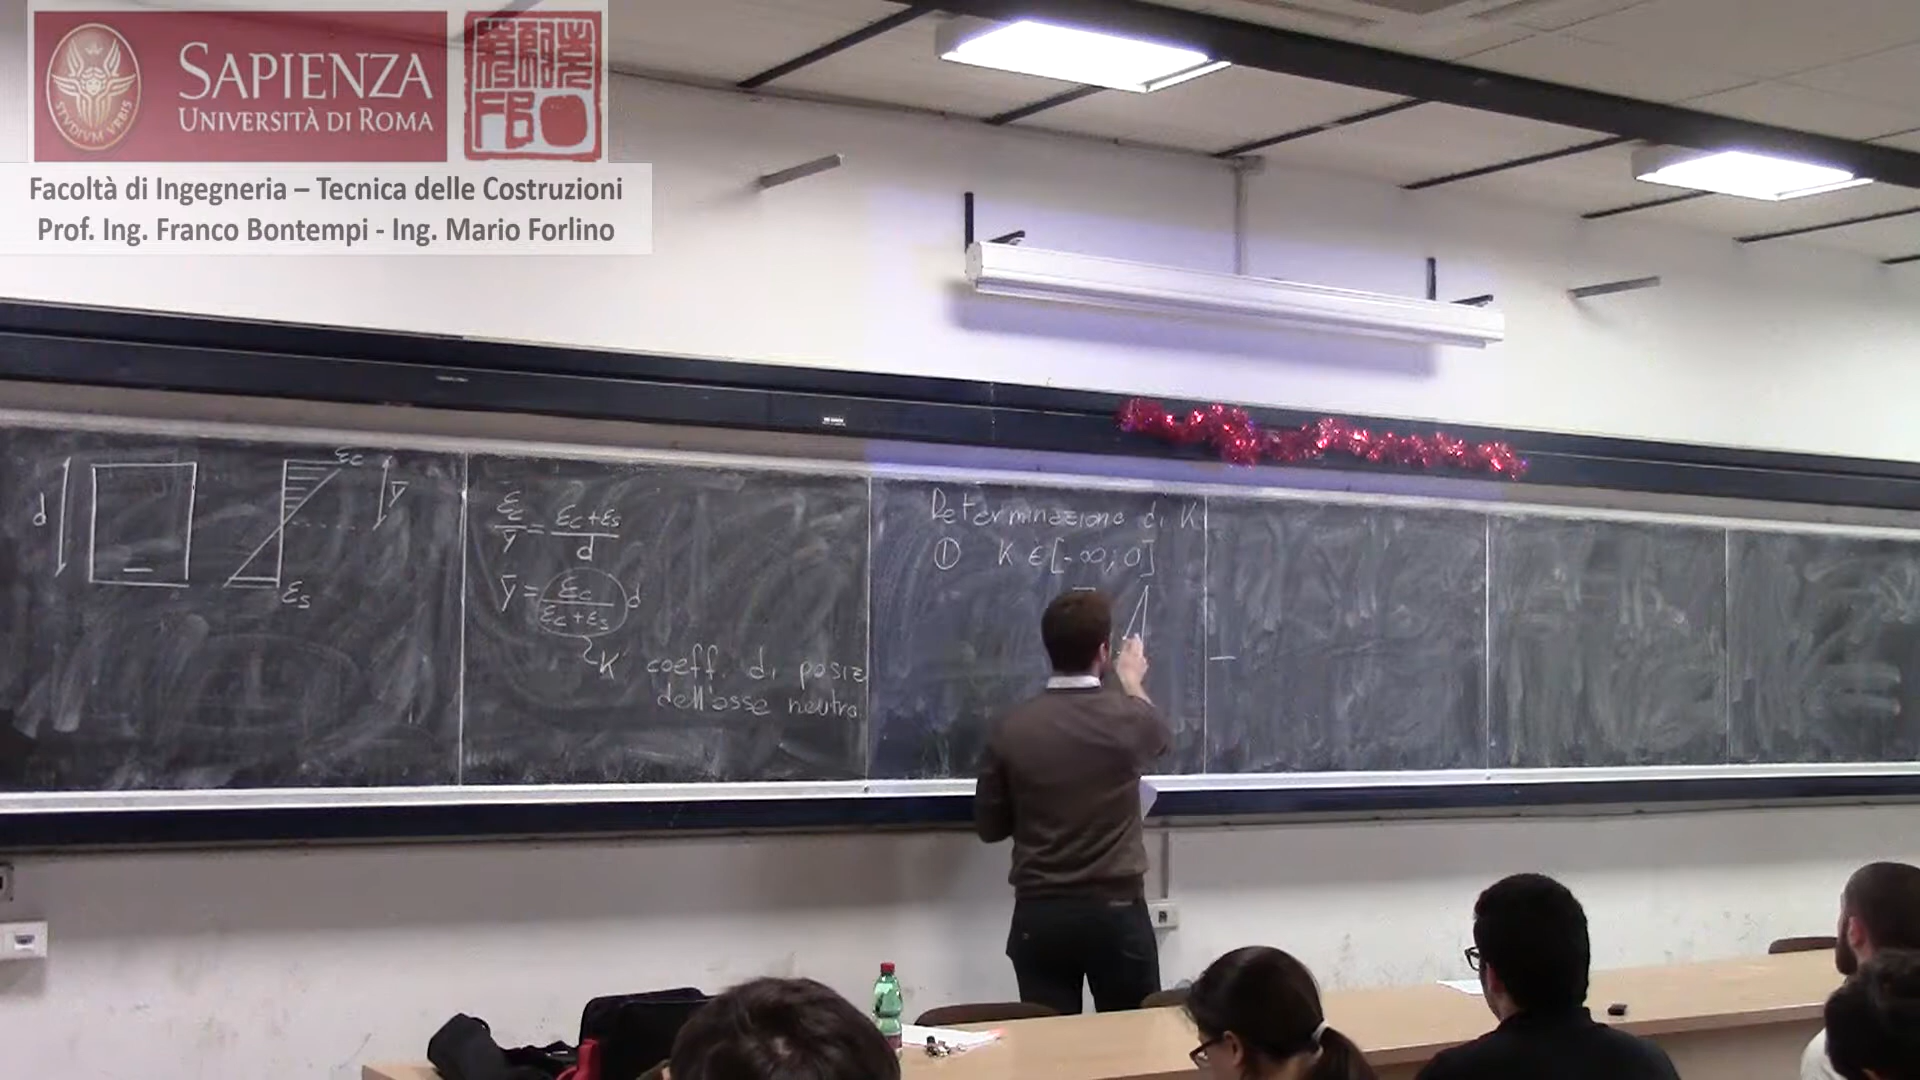 SAPIENZA
UNIVERSITÀ DI ROMA
STVDIVM VRBIS
FB
Facoltà di Ingegneria – Tecnica delle Costruzioni
Prof. Ing. Franco Bontempi - Ing. Mario Forlino
d
εc
ȳ
εs
εc/ȳ = εc+εs/d
ȳ = εc/εc+εs d
K coeff. di posiz
dell'asse neutro
Determinazione di K
① K ∈ [-∞; 0]